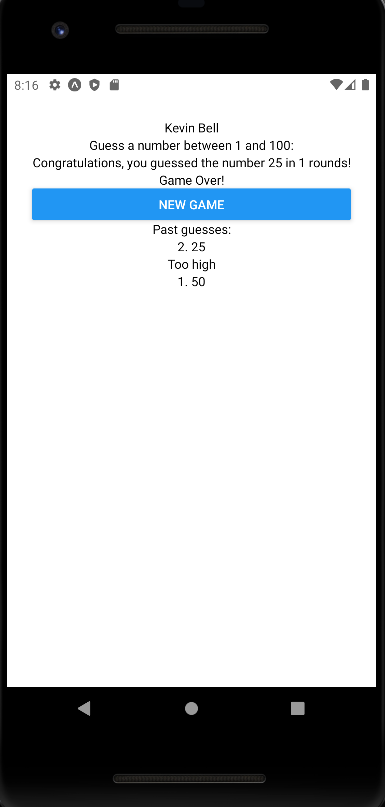 8:16
Kevin Bell
Guess a number between 1 and 100:
Congratulations, you guessed the number 25 in 1 rounds!
Game Over!
NEW GAME
Past guesses:
2. 25
Too high
1. 50